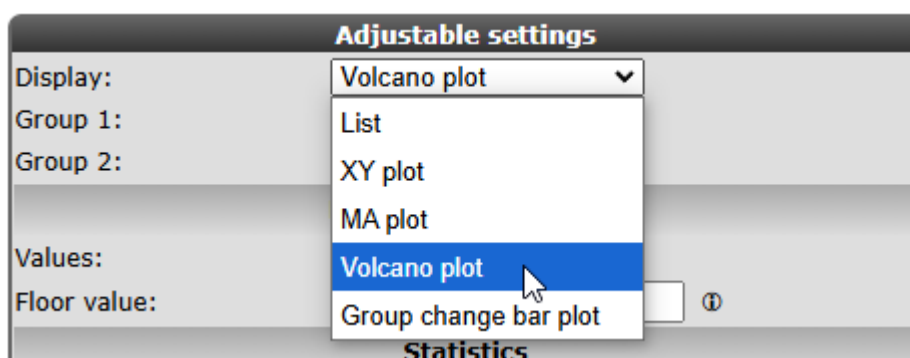 Adjustable settings
Display: Volcano plot
Group 1:
List
Group 2:
XY plot
MA plot
Values:
Volcano plot
Floor value:
Group change bar plot
Statistics